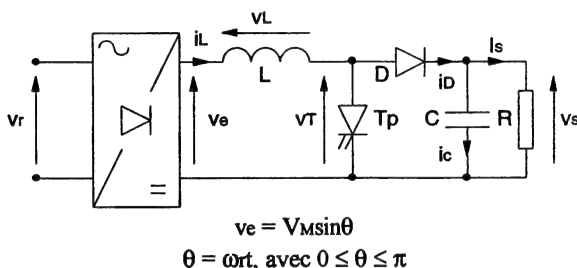 vL
iL
L
D
iD
Is
vr
ve
vT
Tp
C
R
vs
ic
ve = VMsinθ
θ = ωrt, avec 0 ≤ θ ≤ π